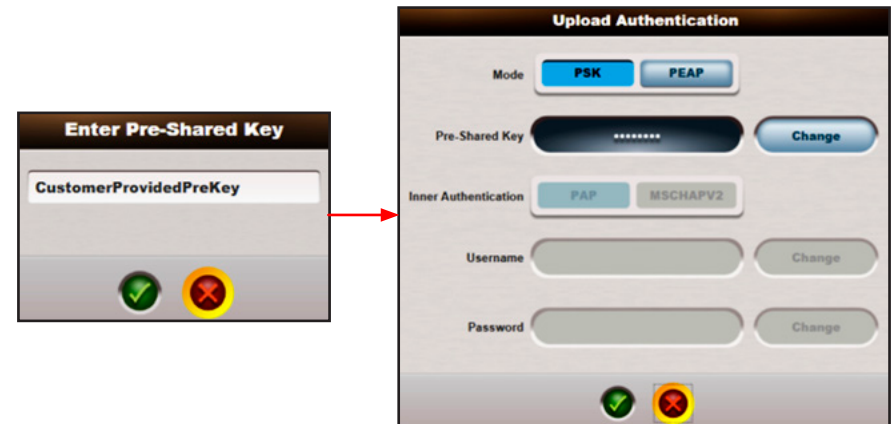 Enter Pre-Shared Key
CustomerProvidedPreKey
Upload Authentication
Mode PSK PEAP
Pre-Shared Key ········ Change
Inner Authentication PAP MSCHAPV2
Username Change
Password Change